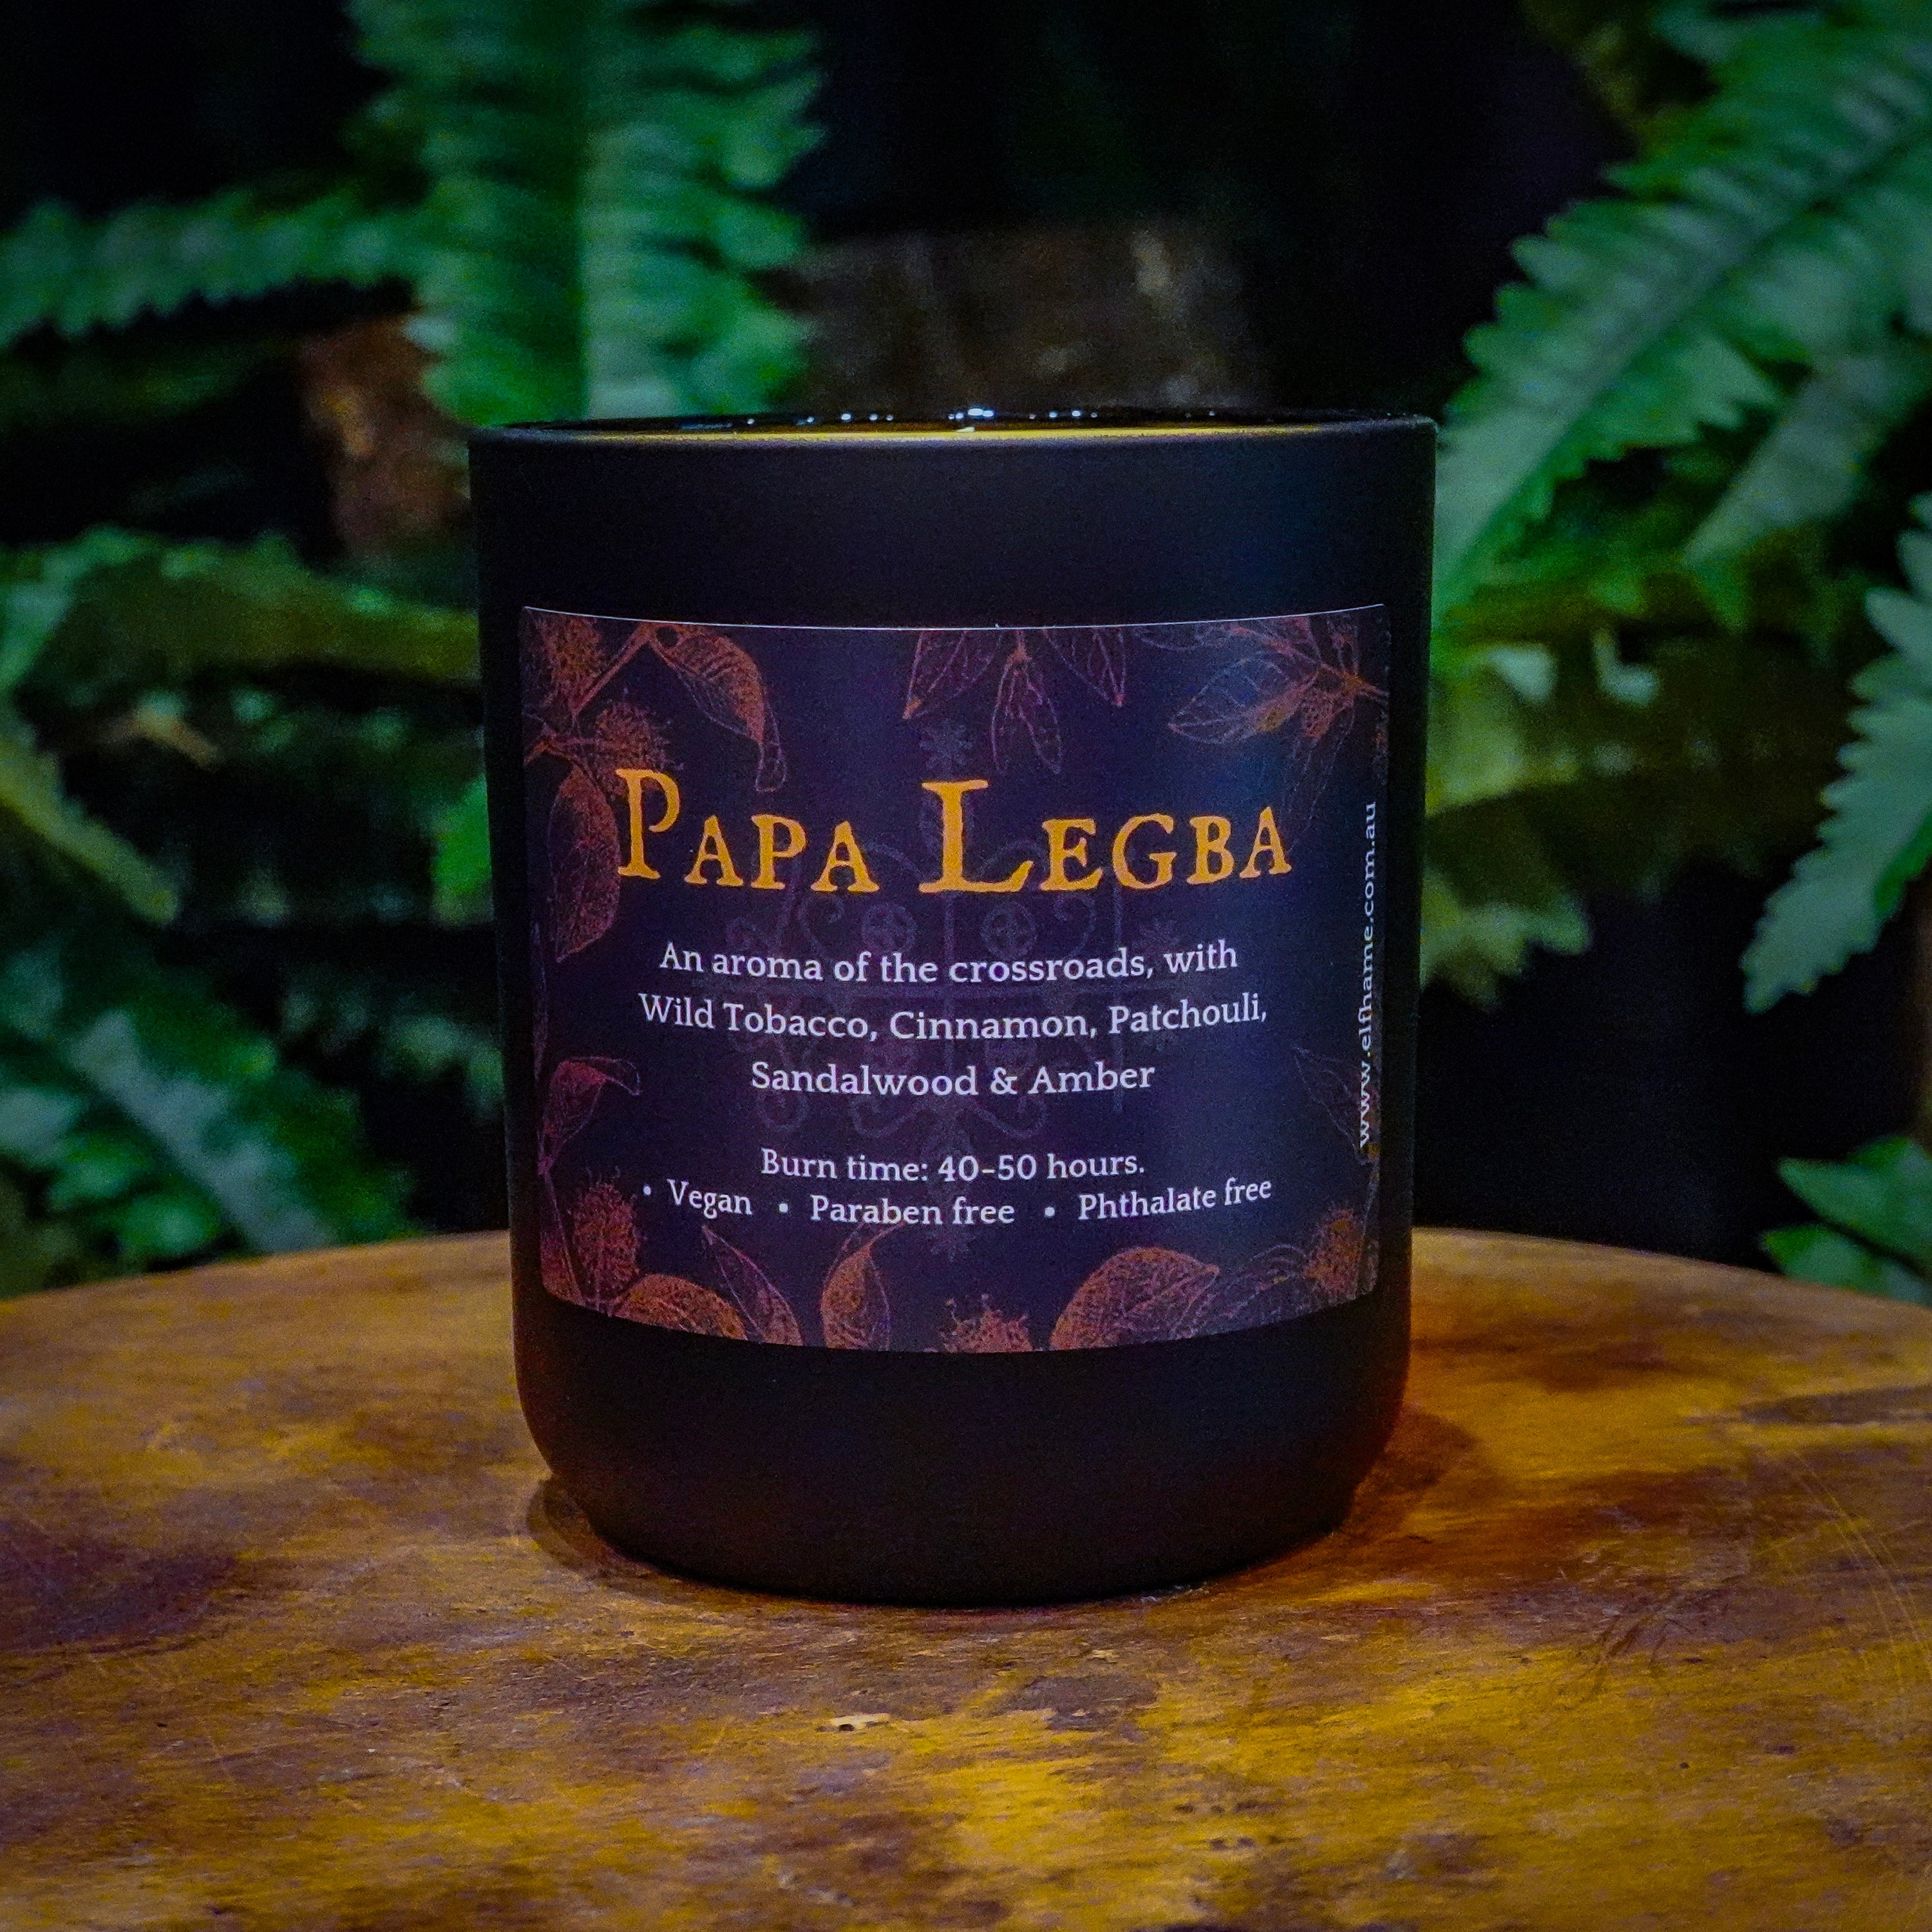 Papa Legba
An aroma of the crossroads, with
Wild Tobacco, Cinnamon, Patchouli,
Sandalwood & Amber
Burn time: 40-50 hours.
• Vegan • Paraben free • Phthalate free
www.elfhame.com.au